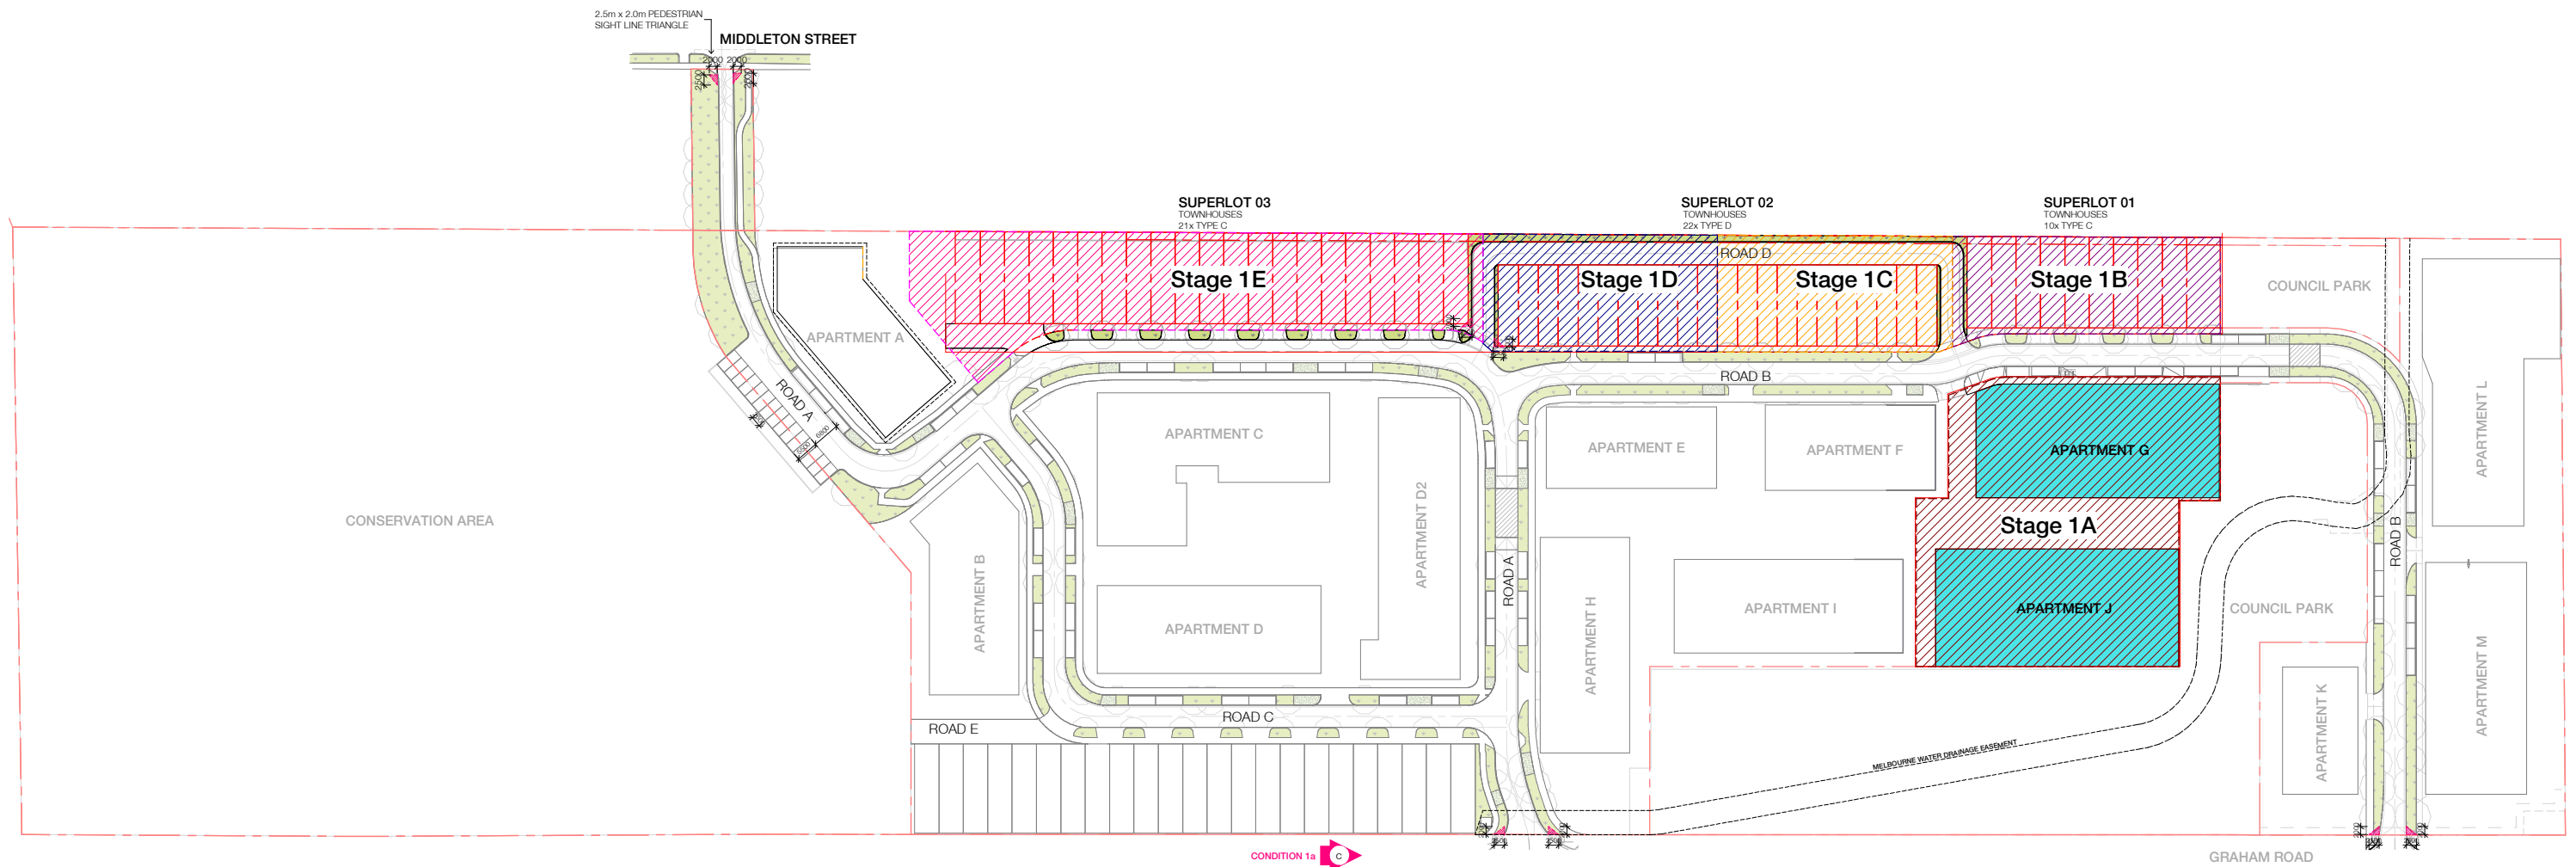 2.5m x 2.0m PEDESTRIAN
SIGHT LINE TRIANGLE
MIDDLETON STREET
2000
2000
2500
SUPERLOT 03
TOWNHOUSES
21x TYPE C
SUPERLOT 02
TOWNHOUSES
22x TYPE D
SUPERLOT 01
TOWNHOUSES
10x TYPE C
ROAD D
Stage 1E
Stage 1D
Stage 1C
Stage 1B
COUNCIL PARK
APARTMENT A
ROAD A
6800
ROAD B
APARTMENT L
APARTMENT C
APARTMENT D2
APARTMENT E
APARTMENT F
APARTMENT G
CONSERVATION AREA
Stage 1A
ROAD B
APARTMENT B
ROAD A
APARTMENT H
APARTMENT I
APARTMENT J
COUNCIL PARK
APARTMENT D
APARTMENT K
APARTMENT M
ROAD C
ROAD E
MELBOURNE WATER DRAINAGE EASEMENT
CONDITION 1a
C
GRAHAM ROAD